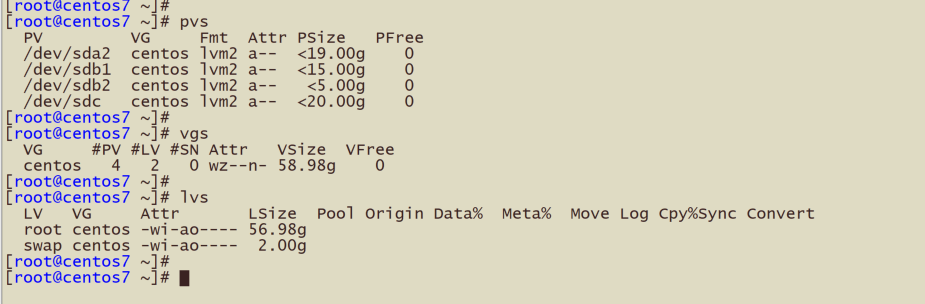 [root@centos7 ~]#
[root@centos7 ~]# pvs
  PV         VG     Fmt  Attr PSize   PFree
  /dev/sda2  centos lvm2 a--  <19.00g    0
  /dev/sdb1  centos lvm2 a--  <15.00g    0
  /dev/sdb2  centos lvm2 a--   <5.00g    0
  /dev/sdc   centos lvm2 a--  <20.00g    0
[root@centos7 ~]#
[root@centos7 ~]# vgs
  VG     #PV #LV #SN Attr   VSize  VFree
  centos   4   2   0 wz--n- 58.98g    0
[root@centos7 ~]#
[root@centos7 ~]# lvs
  LV   VG     Attr       LSize  Pool Origin Data%  Meta%  Move Log Cpy%Sync Convert
  root centos -wi-ao---- 56.98g
  swap centos -wi-ao----  2.00g
[root@centos7 ~]#
[root@centos7 ~]#